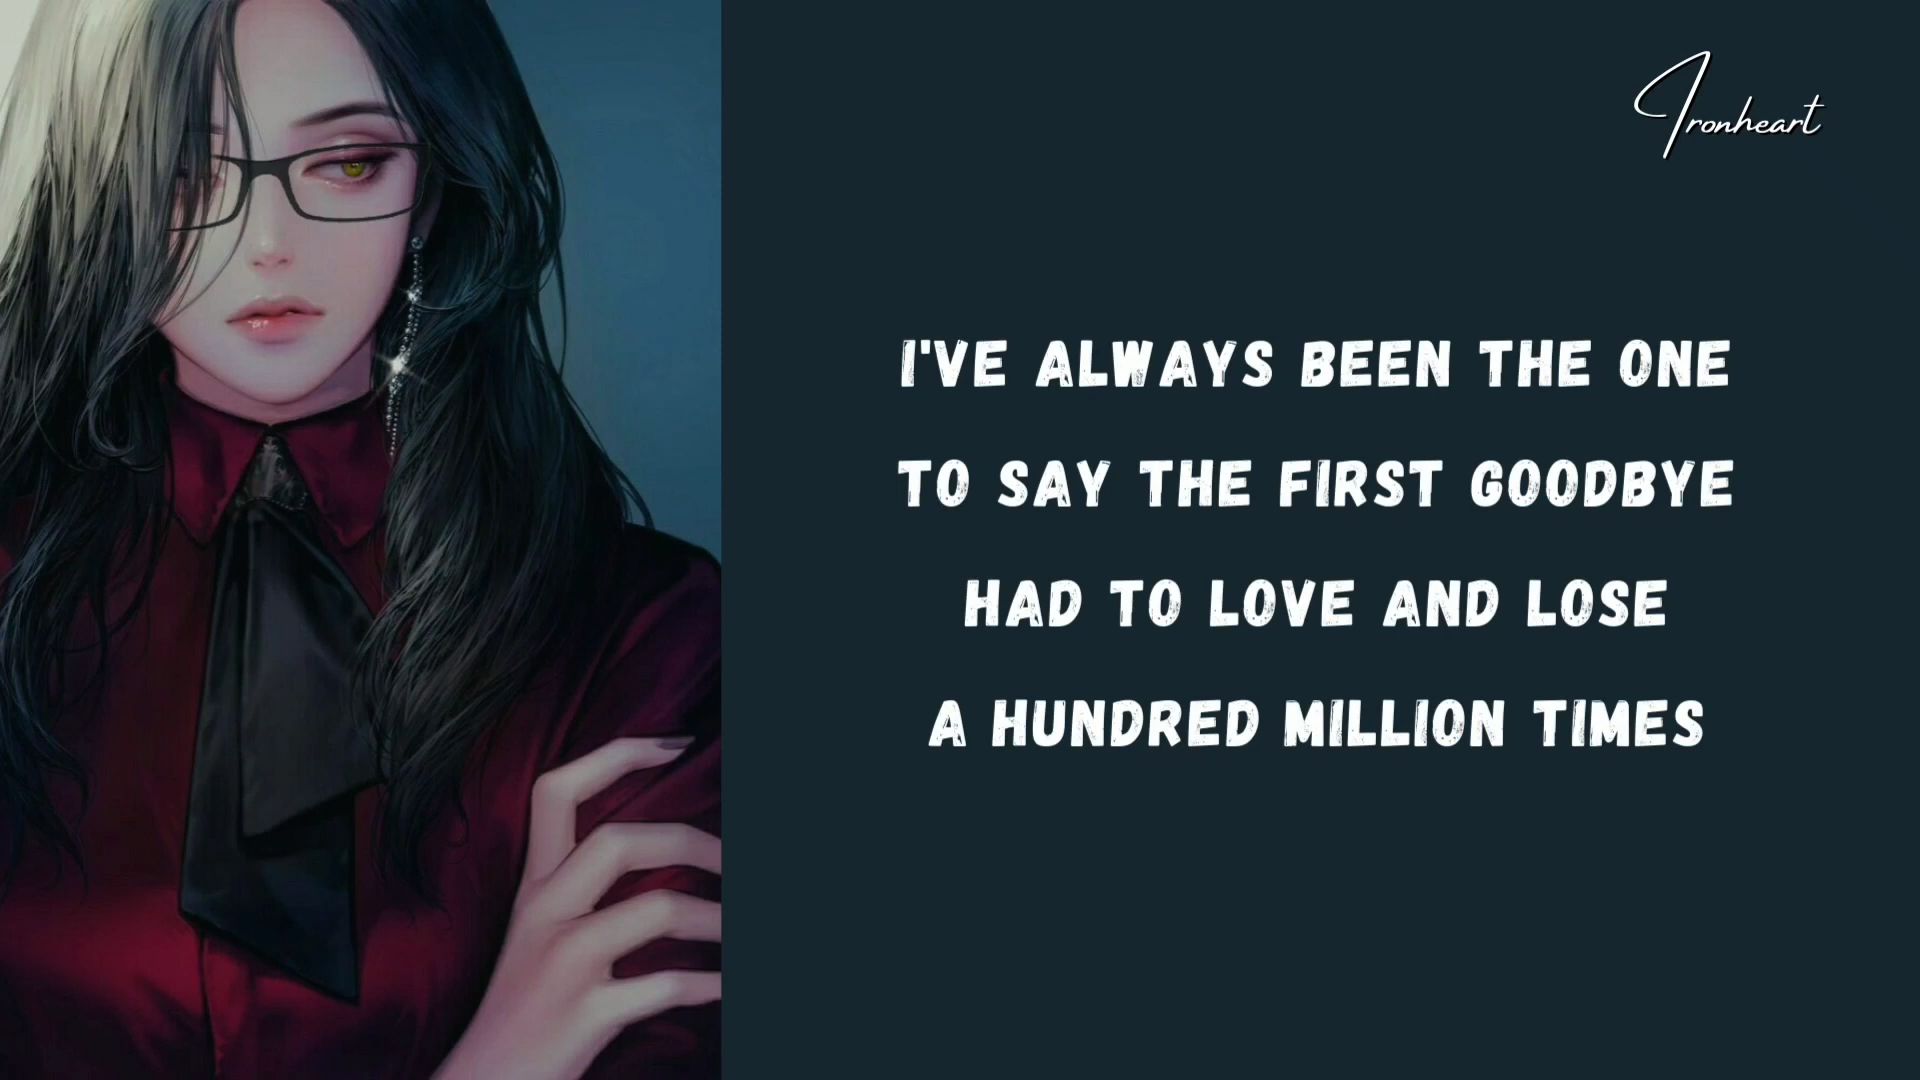 Ironheart
I'VE ALWAYS BEEN THE ONE
TO SAY THE FIRST GOODBYE
HAD TO LOVE AND LOSE
A HUNDRED MILLION TIMES